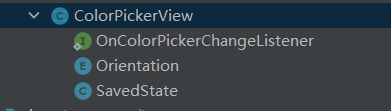 C ColorPickerView
I OnColorPickerChangeListener
E Orientation
C SavedState